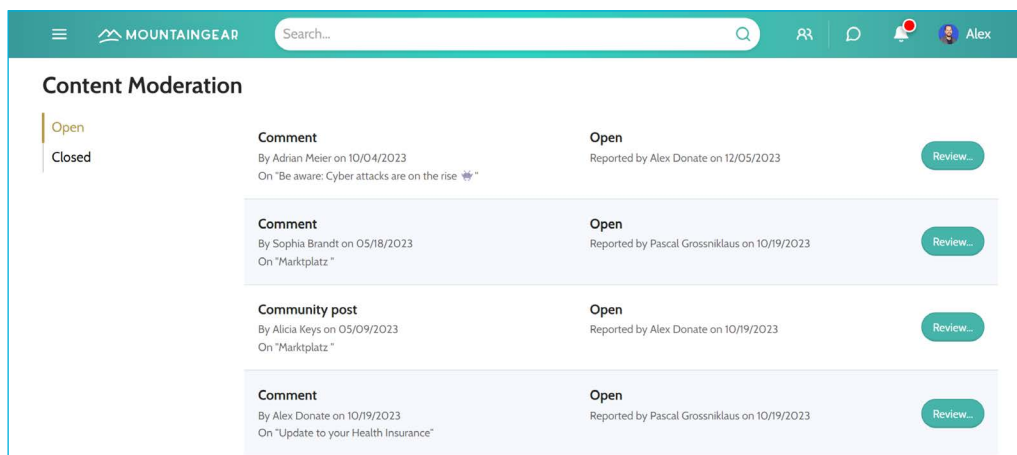 MOUNTAINGEAR
Search...
Alex
Content Moderation
Open
Closed
Comment
By Adrian Meier on 10/04/2023
On "Be aware: Cyber attacks are on the rise 👾"
Open
Reported by Alex Donate on 12/05/2023
Review...
Comment
By Sophia Brandt on 05/18/2023
On "Marktplatz "
Open
Reported by Pascal Grossniklaus on 10/19/2023
Review...
Community post
By Alicia Keys on 05/09/2023
On "Marktplatz "
Open
Reported by Alex Donate on 10/19/2023
Review...
Comment
By Alex Donate on 10/19/2023
On "Update to your Health Insurance"
Open
Reported by Pascal Grossniklaus on 10/19/2023
Review...